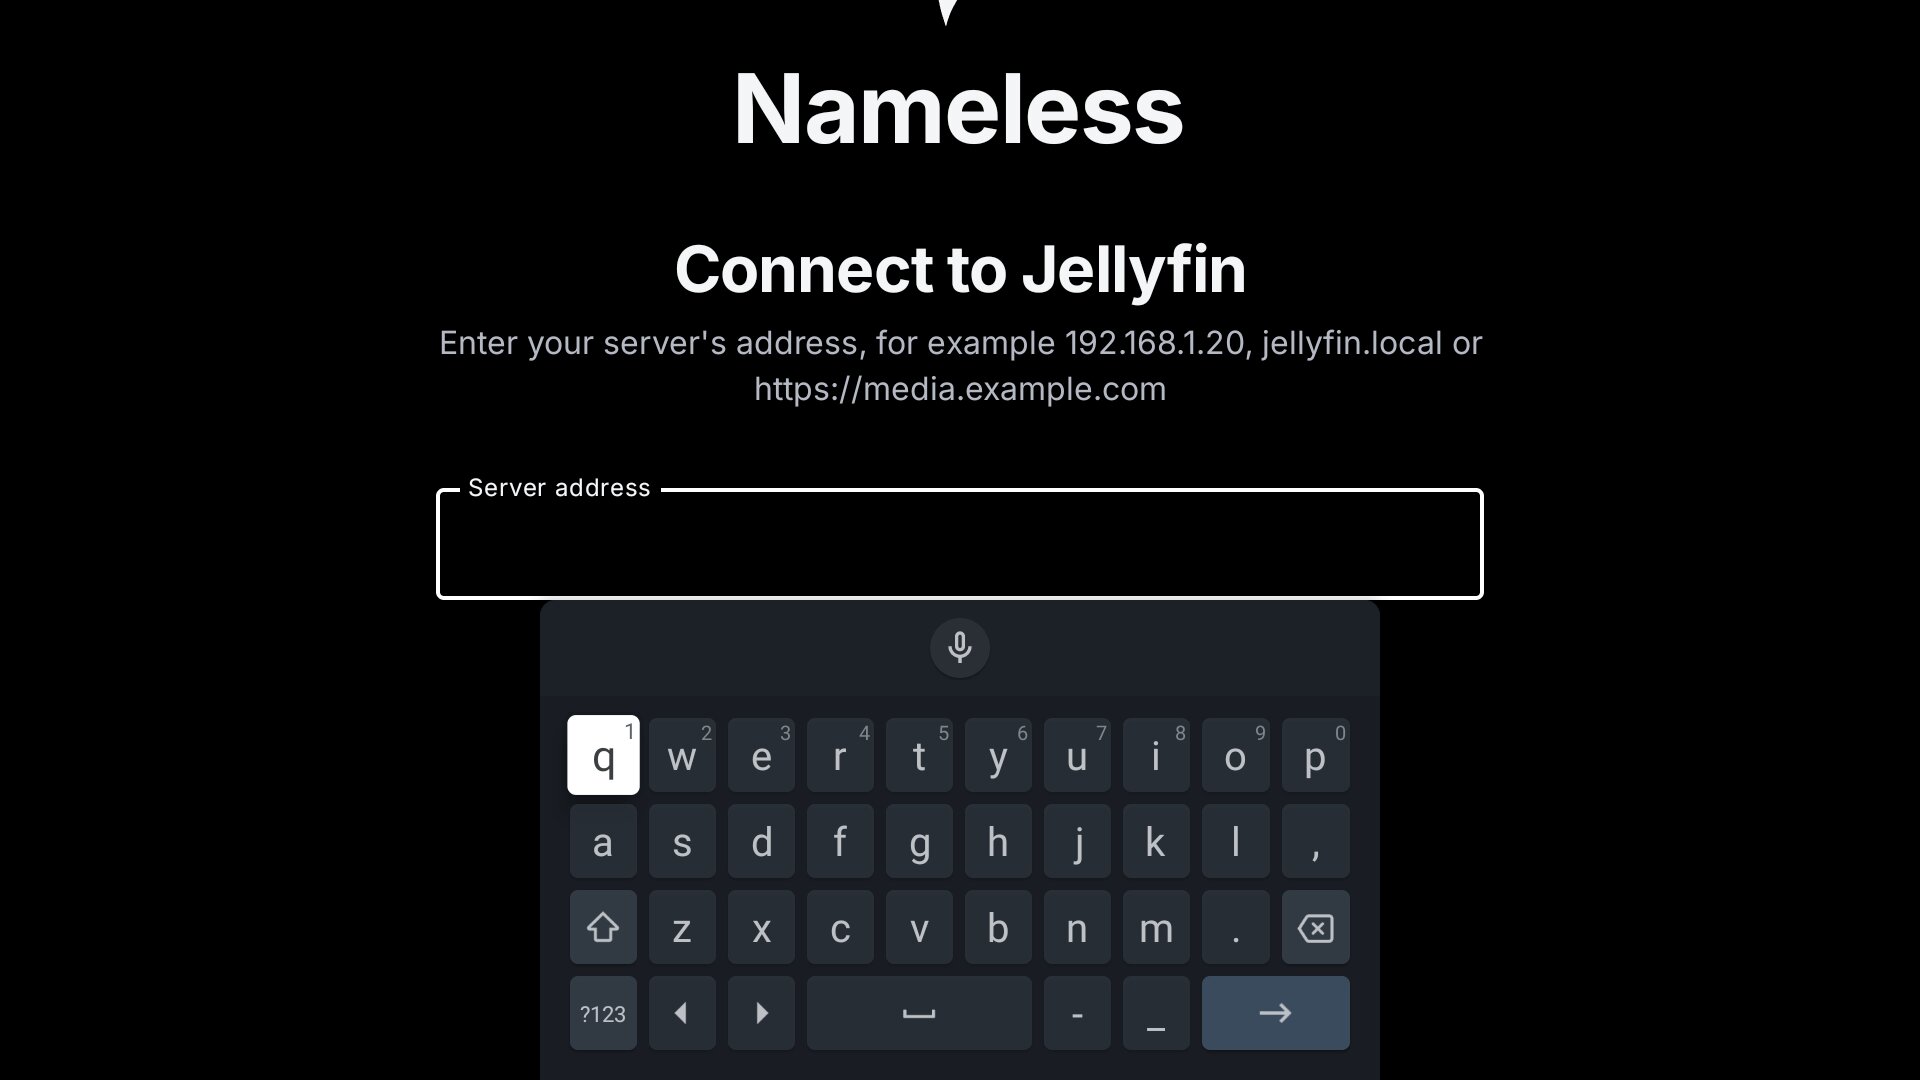 Nameless
Connect to Jellyfin
Enter your server's address, for example 192.168.1.20, jellyfin.local or
https://media.example.com
Server address
q 1 w 2 e 3 r 4 t 5 y 6 u 7 i 8 o 9 p 0
a s d f g h j k l ,
z x c v b n m .
?123 - _